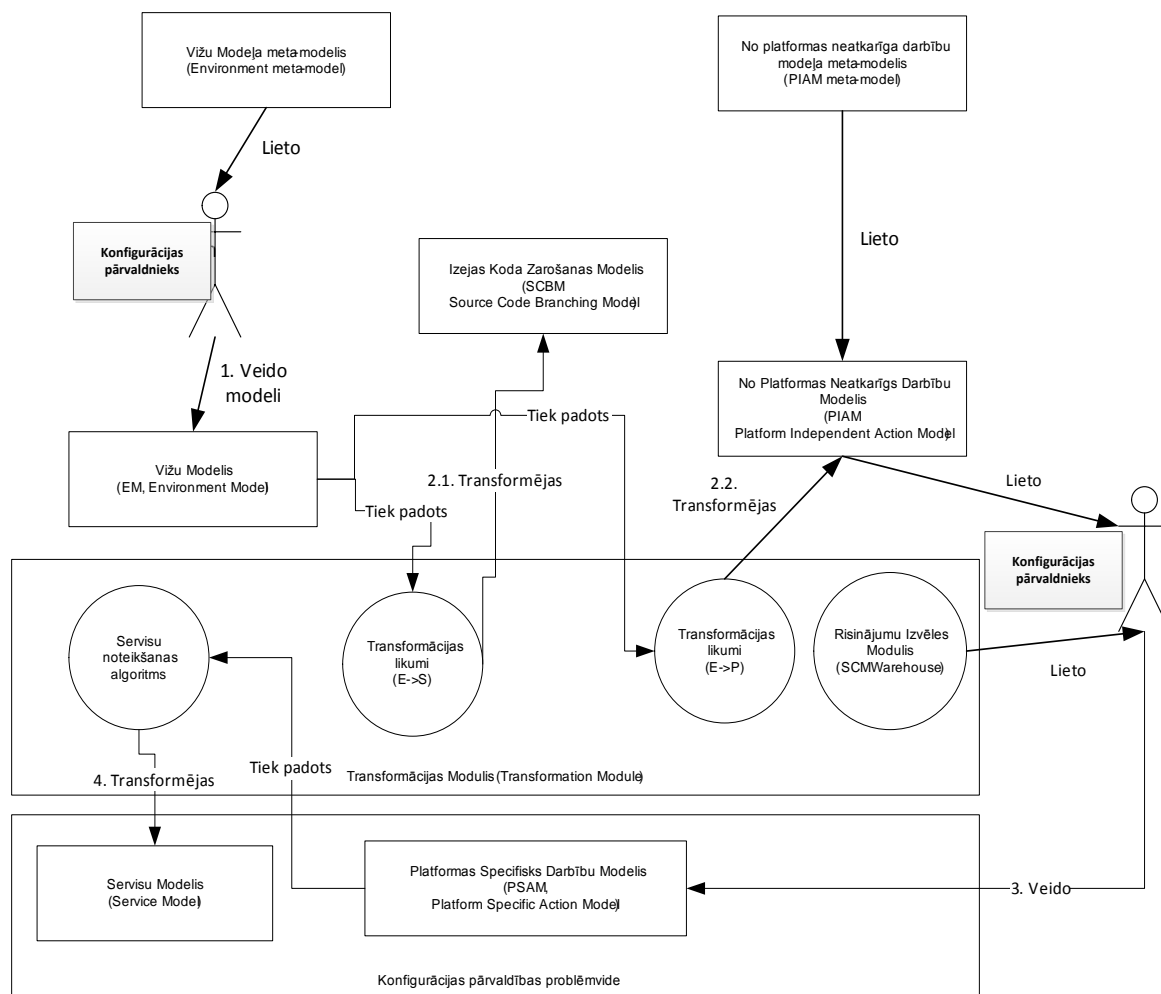 Vižu Modeļa meta-modelis
(Environment meta-model)
No platformas neatkarīga darbību
modeļa meta-modelis
(PIAM meta-model)
Lieto
Konfigurācijas
pārvaldnieks
Lieto
Izejas Koda Zarošanas Modelis
(SCBM
Source Code Branching Model)
1. Veido
modeli
No Platformas Neatkarīgs Darbību
Modelis
(PIAM
Platform Independent Action Model)
Tiek padots
Vižu Modelis
(EM, Environment Model)
2.1. Transformējas
2.2.
Transformējas
Lieto
Tiek padots
Konfigurācijas
pārvaldnieks
Servisu
noteikšanas
algoritms
Transformācijas
likumi
(E->S)
Transformācijas
likumi
(E->P)
Risinājumu Izvēles
Modulis
(SCMWarehouse)
Lieto
Tiek padots
4. Transformējas
Transformācijas Modulis (Transformation Module)
Servisu Modelis
(Service Model)
Platformas Specifisks Darbību Modelis
(PSAM,
Platform Specific Action Model)
3. Veido
Konfigurācijas pārvaldības problēmvide